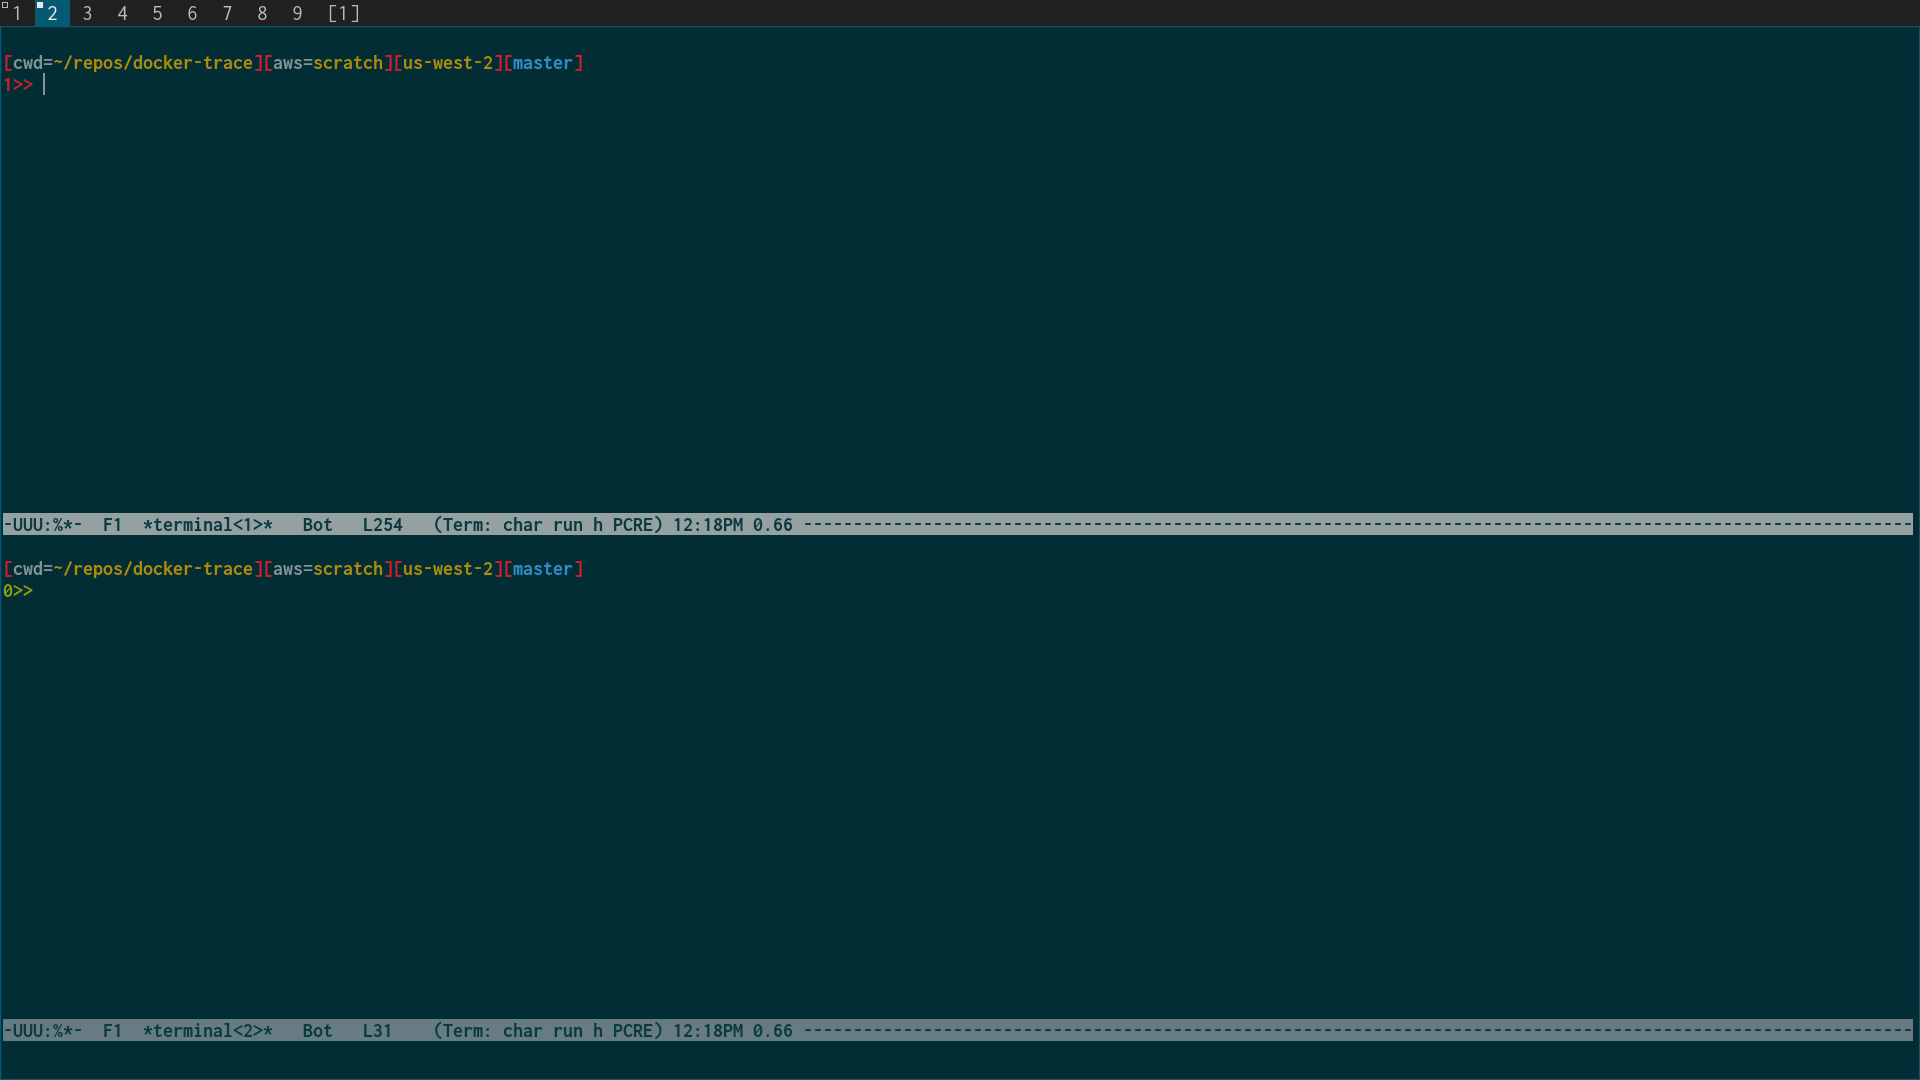 1 2 3 4 5 6 7 8 9 [1]
[cwd=~/repos/docker-trace][aws=scratch][us-west-2][master]
1>>
-UUU:%*-  F1  *terminal<1>*   Bot   L254   (Term: char run h PCRE) 12:18PM 0.66 ---------------------------------------------------------------------------------------------------------------
[cwd=~/repos/docker-trace][aws=scratch][us-west-2][master]
0>>
-UUU:%*-  F1  *terminal<2>*   Bot   L31    (Term: char run h PCRE) 12:18PM 0.66 ---------------------------------------------------------------------------------------------------------------